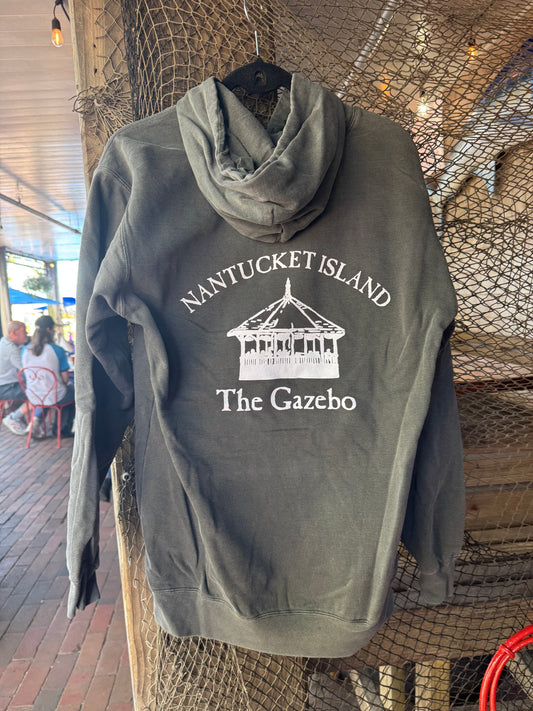 NANTUCKET ISLAND
The Gazebo